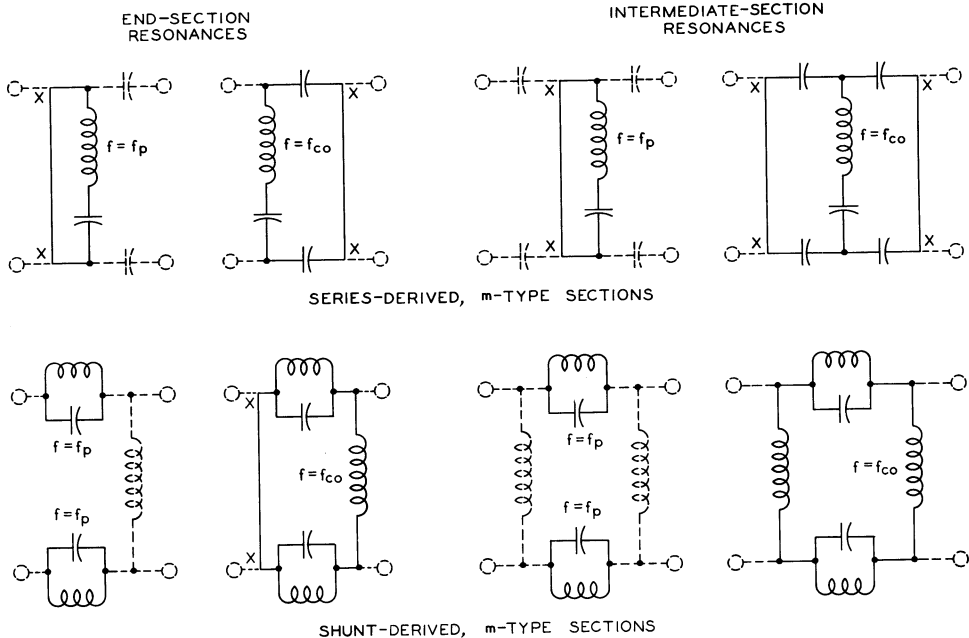 END-SECTION
RESONANCES
INTERMEDIATE-SECTION
RESONANCES
X
X
f=fp
X
X
f=fco
X
X
f=fp
X
X
X
X
f=fco
SERIES-DERIVED, m-TYPE SECTIONS
f=fp
f=fp
X
X
f=fco
f=fp
f=fp
f=fco
SHUNT-DERIVED, m-TYPE SECTIONS